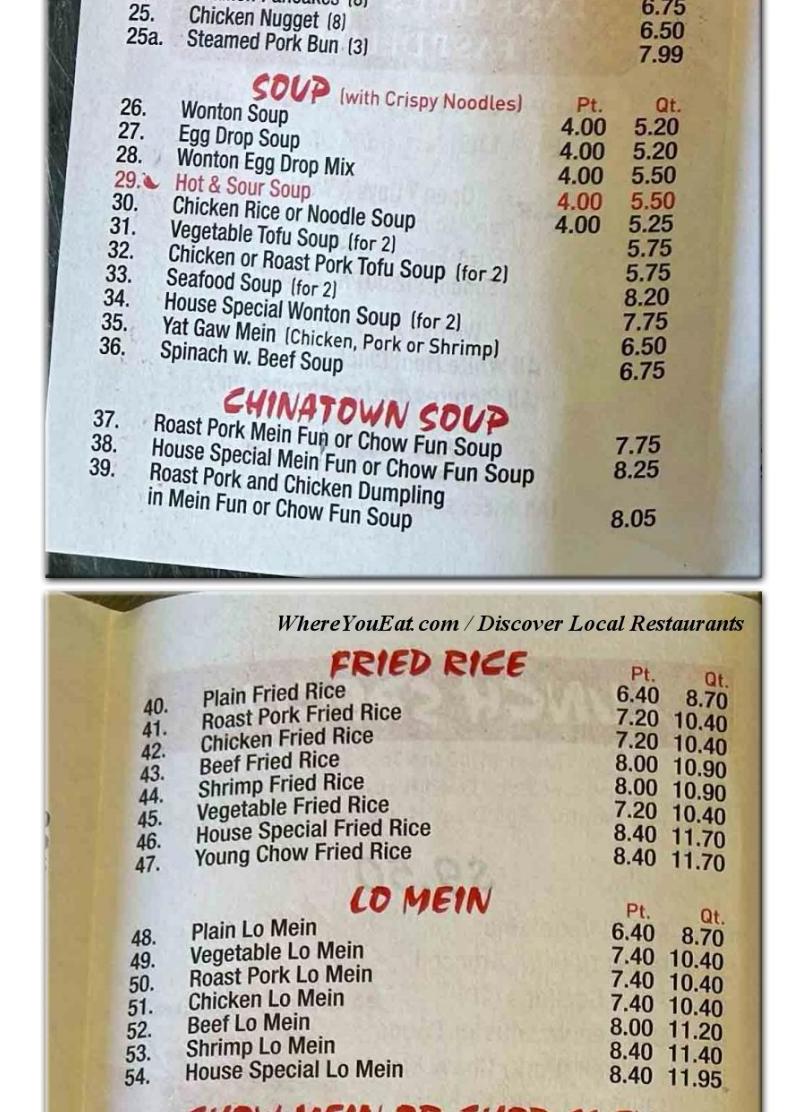 6.75
25. Chicken Nugget (8) 6.50
25a. Steamed Pork Bun (3) 7.99
SOUP (with Crispy Noodles) Pt. Qt.
26. Wonton Soup 4.00 5.20
27. Egg Drop Soup 4.00 5.20
28. Wonton Egg Drop Mix 4.00 5.50
29. Hot & Sour Soup 4.00 5.50
30. Chicken Rice or Noodle Soup 4.00 5.25
31. Vegetable Tofu Soup (for 2) 5.75
32. Chicken or Roast Pork Tofu Soup (for 2) 5.75
33. Seafood Soup (for 2) 8.20
34. House Special Wonton Soup (for 2) 7.75
35. Yat Gaw Mein (Chicken, Pork or Shrimp) 6.50
36. Spinach w. Beef Soup 6.75
CHINATOWN SOUP
37. Roast Pork Mein Fun or Chow Fun Soup 7.75
38. House Special Mein Fun or Chow Fun Soup 8.25
39. Roast Pork and Chicken Dumpling
in Mein Fun or Chow Fun Soup 8.05
WhereYouEat.com / Discover Local Restaurants
FRIED RICE Pt. Qt.
40. Plain Fried Rice 6.40 8.70
41. Roast Pork Fried Rice 7.20 10.40
42. Chicken Fried Rice 7.20 10.40
43. Beef Fried Rice 8.00 10.90
44. Shrimp Fried Rice 8.00 10.90
45. Vegetable Fried Rice 7.20 10.40
46. House Special Fried Rice 8.40 11.70
47. Young Chow Fried Rice 8.40 11.70
LO MEIN Pt. Qt.
48. Plain Lo Mein 6.40 8.70
49. Vegetable Lo Mein 7.40 10.40
50. Roast Pork Lo Mein 7.40 10.40
51. Chicken Lo Mein 7.40 10.40
52. Beef Lo Mein 8.00 11.20
53. Shrimp Lo Mein 8.40 11.40
54. House Special Lo Mein 8.40 11.95